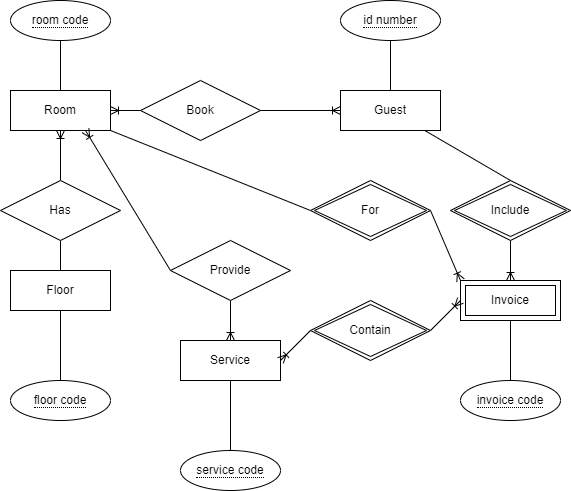 room code
id number
Room
Book
Guest
Has
For
Include
Provide
Floor
Invoice
Contain
Service
floor code
invoice code
service code